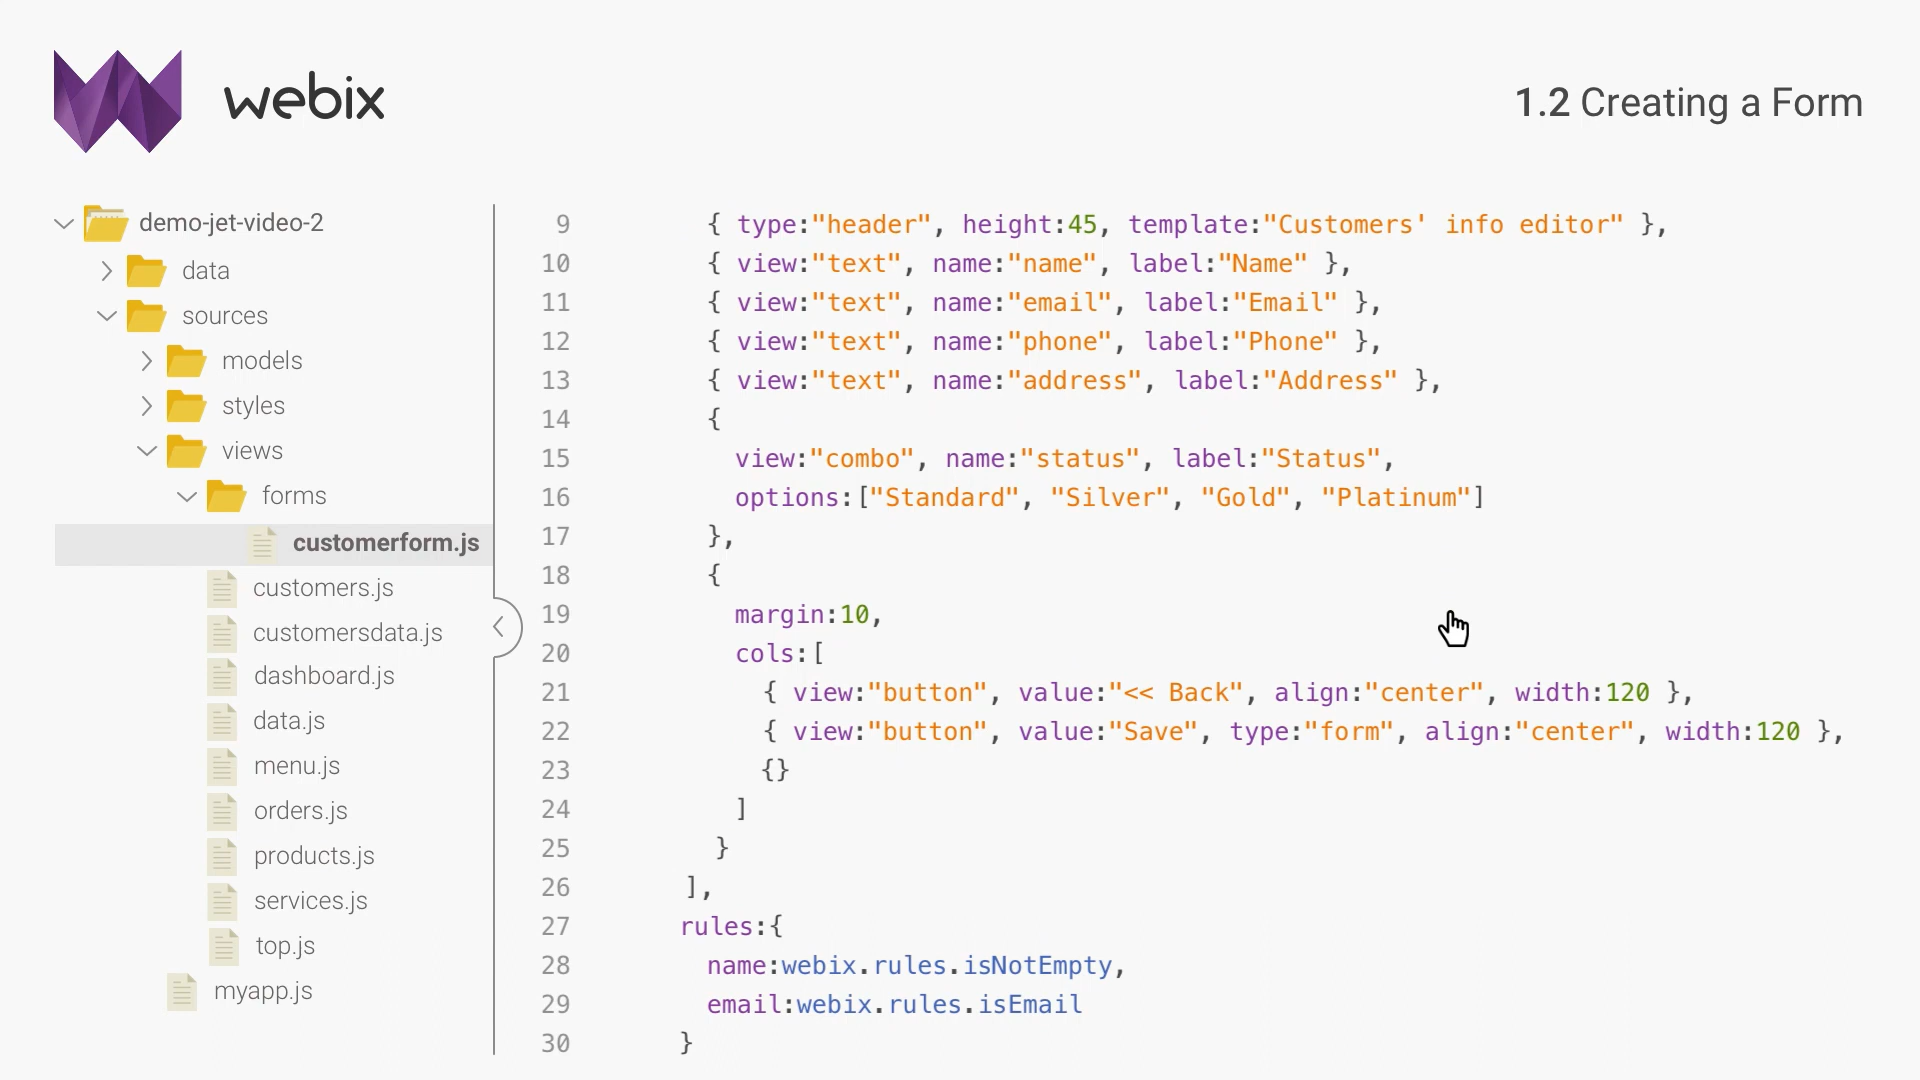 webix
1.2 Creating a Form
demo-jet-video-2
data
sources
models
styles
views
forms
customerform.js
customers.js
customersdata.js
dashboard.js
data.js
menu.js
orders.js
products.js
services.js
top.js
myapp.js
9 { type:"header", height:45, template:"Customers' info editor" },
10 { view:"text", name:"name", label:"Name" },
11 { view:"text", name:"email", label:"Email" },
12 { view:"text", name:"phone", label:"Phone" },
13 { view:"text", name:"address", label:"Address" },
14 {
15 view:"combo", name:"status", label:"Status",
16 options:["Standard", "Silver", "Gold", "Platinum"]
17 },
18 {
19 margin:10,
20 cols:[
21 { view:"button", value:"<< Back", align:"center", width:120 },
22 { view:"button", value:"Save", type:"form", align:"center", width:120 },
23 {}
24 ]
25 }
26 ],
27 rules:{
28 name:webix.rules.isNotEmpty,
29 email:webix.rules.isEmail
30 }